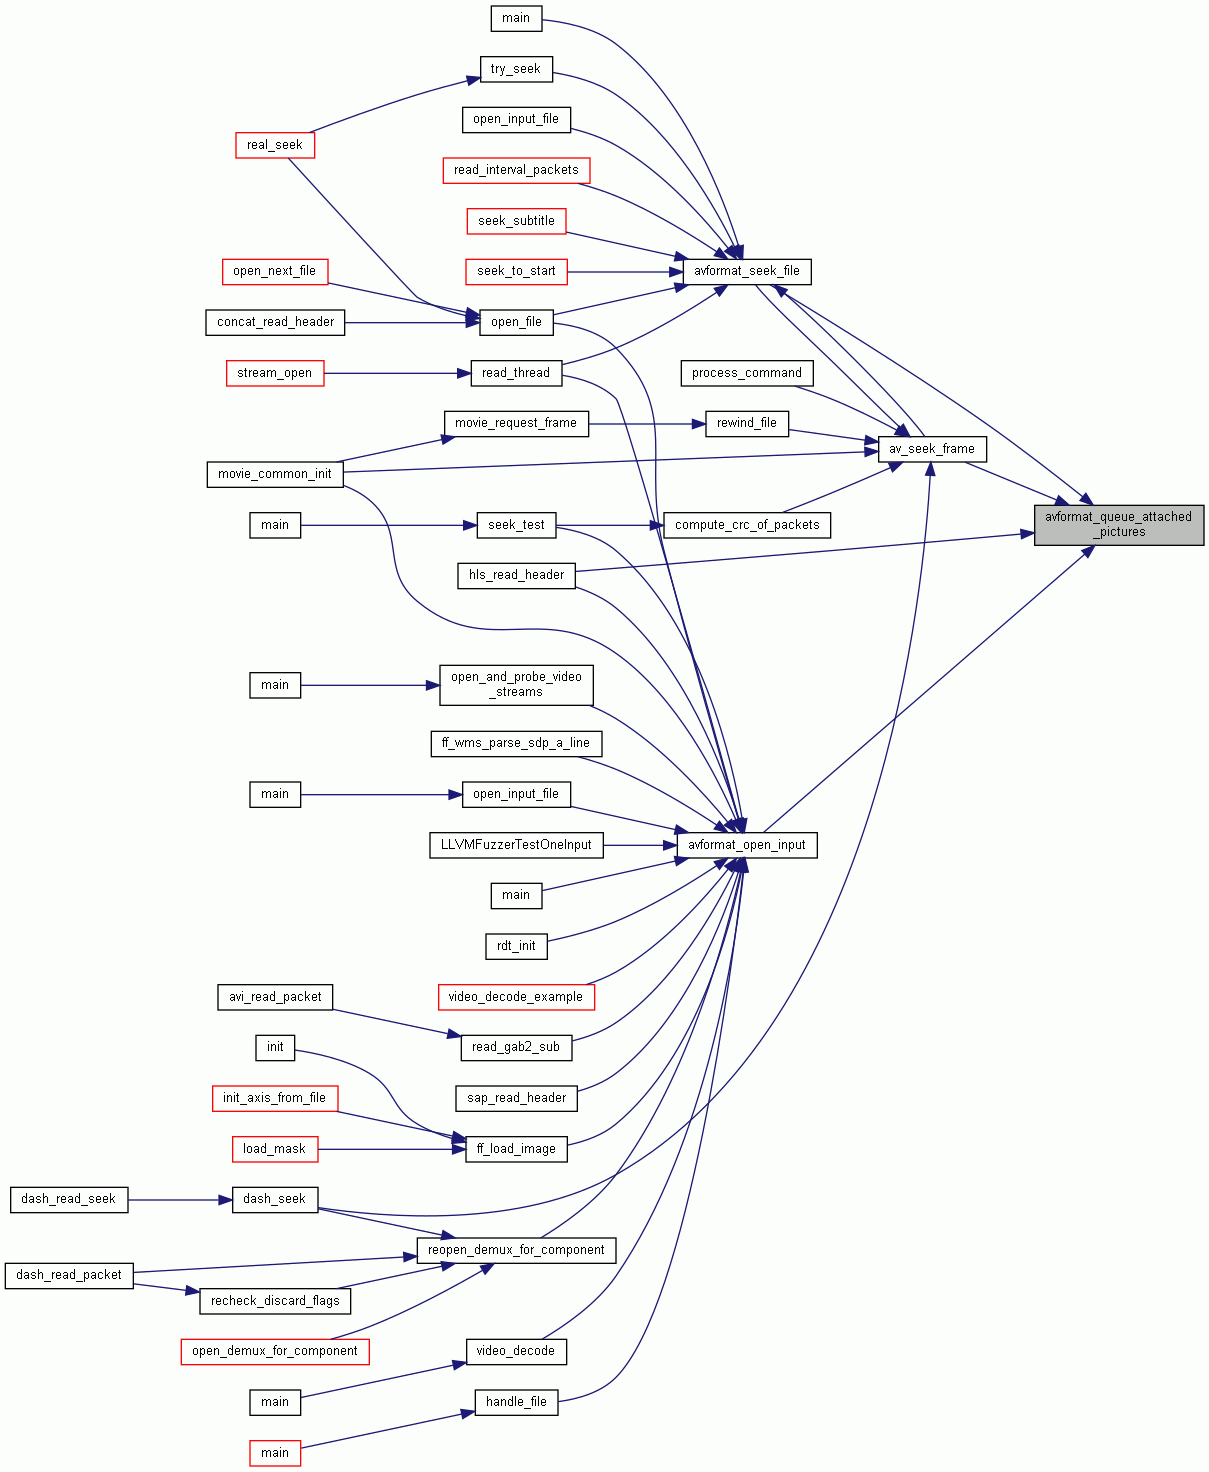 main
try_seek
open_input_file
real_seek
read_interval_packets
seek_subtitle
open_next_file
seek_to_start
avformat_seek_file
concat_read_header
open_file
stream_open
read_thread
process_command
movie_request_frame
rewind_file
av_seek_frame
movie_common_init
main
seek_test
compute_crc_of_packets
avformat_queue_attached
_pictures
hls_read_header
main
open_and_probe_video
_streams
ff_wms_parse_sdp_a_line
main
open_input_file
LLVMFuzzerTestOneInput
avformat_open_input
main
rdt_init
avi_read_packet
video_decode_example
init
read_gab2_sub
init_axis_from_file
sap_read_header
load_mask
ff_load_image
dash_read_seek
dash_seek
reopen_demux_for_component
dash_read_packet
recheck_discard_flags
open_demux_for_component
video_decode
main
handle_file
main